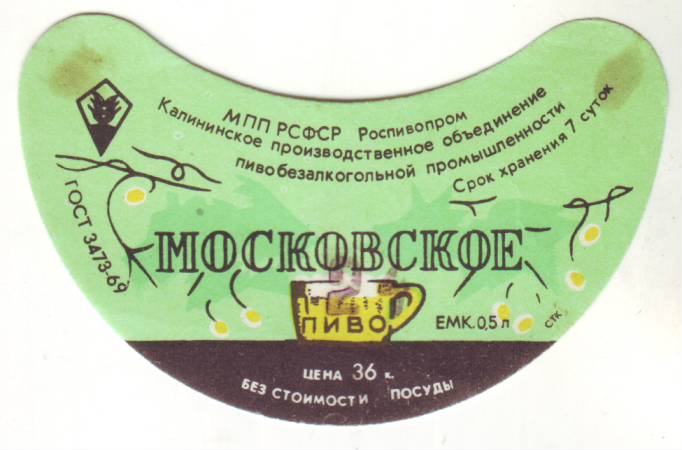 МПП РСФСР Роспивопром
Калининское производственное объединение
пивобезалкогольной промышленности
Срок хранения 7 суток
ГОСТ 3473-69
МОСКОВСКОЕ
ПИВО
ЕМК. 0,5 л
СТК
ЦЕНА 36 к.
БЕЗ СТОИМОСТИ ПОСУДЫ